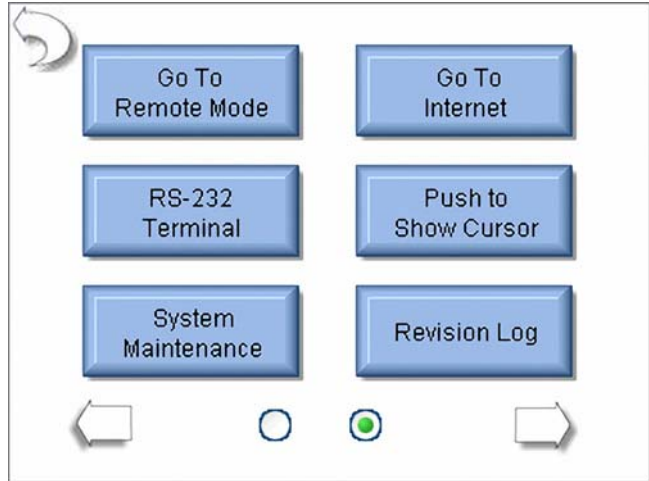 Go To
Remote Mode
Go To
Internet
RS-232
Terminal
Push to
Show Cursor
System
Maintenance
Revision Log